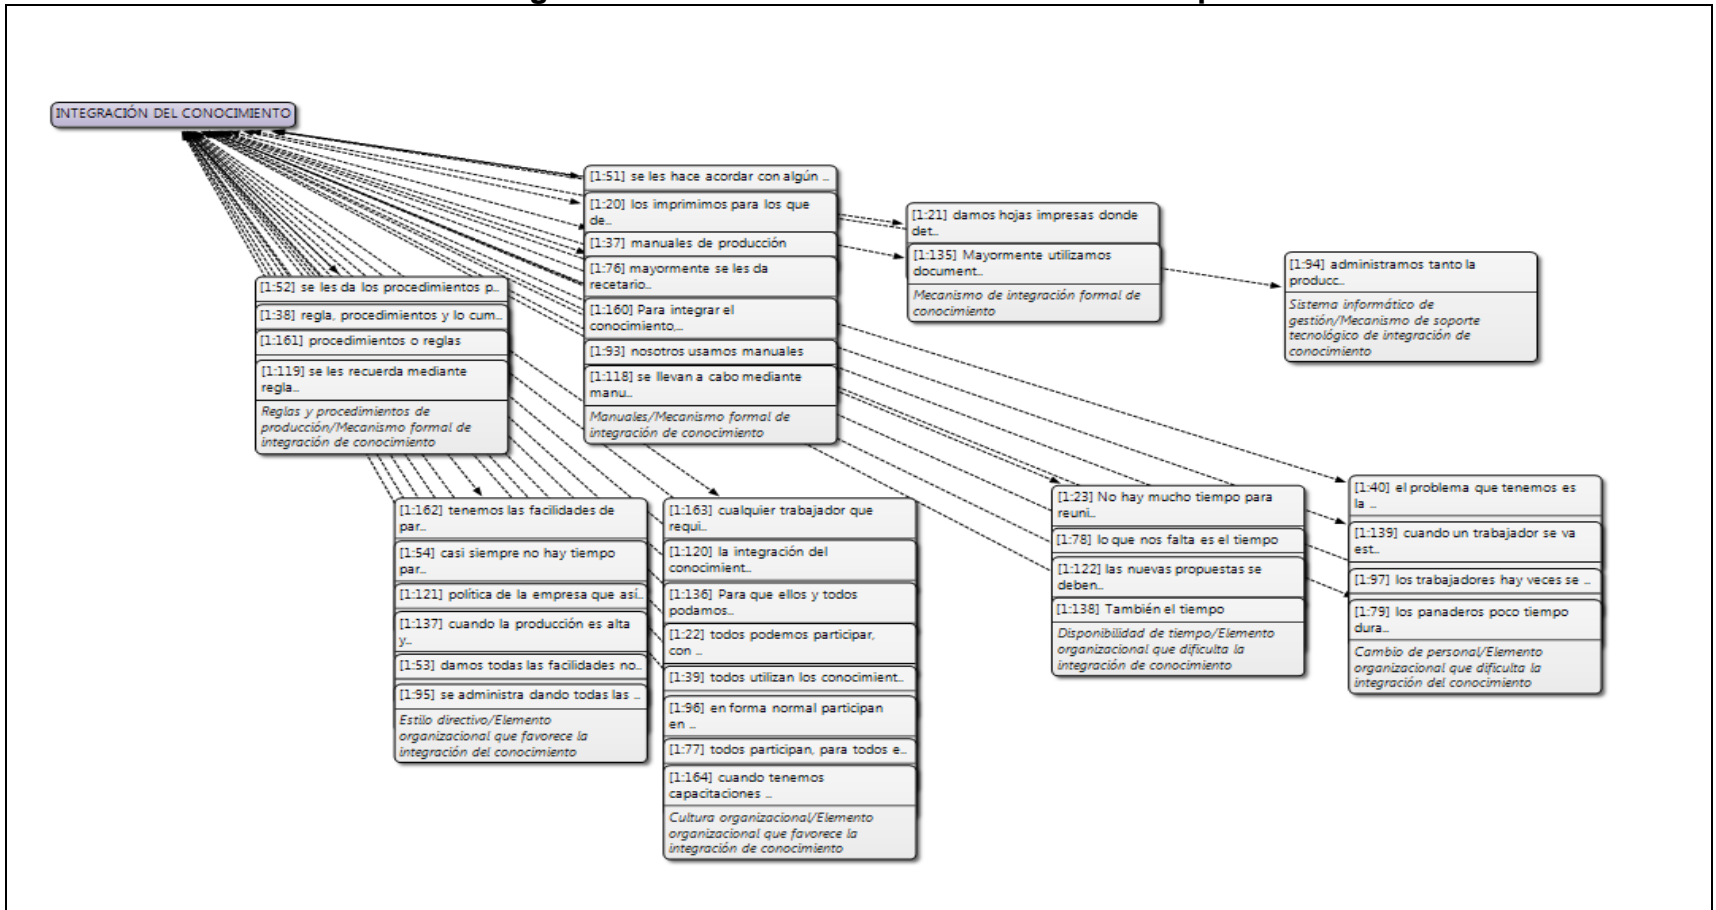 INTEGRACIÓN DEL CONOCIMIENTO
[1:51] se les hace acordar con algún ..
[1:20] los imprimimos para los que
de..
[1:37] manuales de producción
[1:76] mayormente se les da
recetario..
[1:160] Para integrar el
conocimiento,..
[1:93] nosotros usamos manuales
[1:118] se llevan a cabo mediante
manu..
Manuales/Mecanismo formal de
integración de conocimiento
[1:21] damos hojas impresas donde
det..
[1:135] Mayormente utilizamos
document..
Mecanismo de integración formal de
conocimiento
[1:94] administramos tanto la
producc..
Sistema informático de
gestión/Mecanismo de soporte
tecnológico de integración de
conocimiento
[1:52] se les da los procedimientos p..
[1:38] regla, procedimientos y lo cum..
[1:161] procedimientos o reglas
[1:119] se les recuerda mediante
regla..
Reglas y procedimientos de
producción/Mecanismo formal de
integración de conocimiento
[1:162] tenemos las facilidades de
par..
[1:54] casi siempre no hay tiempo
par..
[1:121] política de la empresa que así..
[1:137] cuando la producción es alta
y..
[1:53] damos todas las facilidades no..
[1:95] se administra dando todas las ..
Estilo directivo/Elemento
organizacional que favorece la
integración del conocimiento
[1:163] cualquier trabajador que
requi..
[1:120] la integración del
conocimient..
[1:136] Para que ellos y todos
podamos..
[1:22] todos podemos participar,
con ..
[1:39] todos utilizan los conocimient..
[1:96] en forma normal participan
en ..
[1:77] todos participan, para todos e..
[1:164] cuando tenemos
capacitaciones ..
Cultura organizacional/Elemento
organizacional que favorece la
integración de conocimiento
[1:23] No hay mucho tiempo para
reuni..
[1:78] lo que nos falta es el tiempo
[1:122] las nuevas propuestas se
deben..
[1:138] También el tiempo
Disponibilidad de tiempo/Elemento
organizacional que dificulta la
integración de conocimiento
[1:40] el problema que tenemos es
la ..
[1:139] cuando un trabajador se va
est..
[1:97] los trabajadores hay veces se ..
[1:79] los panaderos poco tiempo
dura..
Cambio de personal/Elemento
organizacional que dificulta la
integración del conocimiento